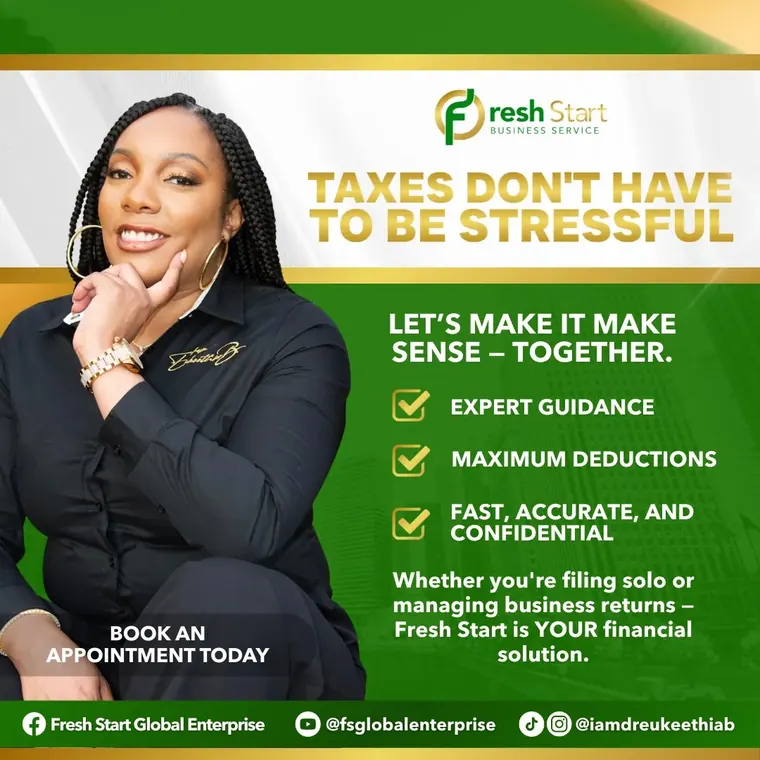 Fresh Start
BUSINESS SERVICE
TAXES DON'T HAVE
TO BE STRESSFUL
LET'S MAKE IT MAKE
SENSE – TOGETHER.
EXPERT GUIDANCE
MAXIMUM DEDUCTIONS
FAST, ACCURATE, AND
CONFIDENTIAL
Whether you're filing solo or
managing business returns –
Fresh Start is YOUR financial
solution.
BOOK AN
APPOINTMENT TODAY
Fresh Start Global Enterprise
@fsglobalenterprise
@iamdreukeethiab